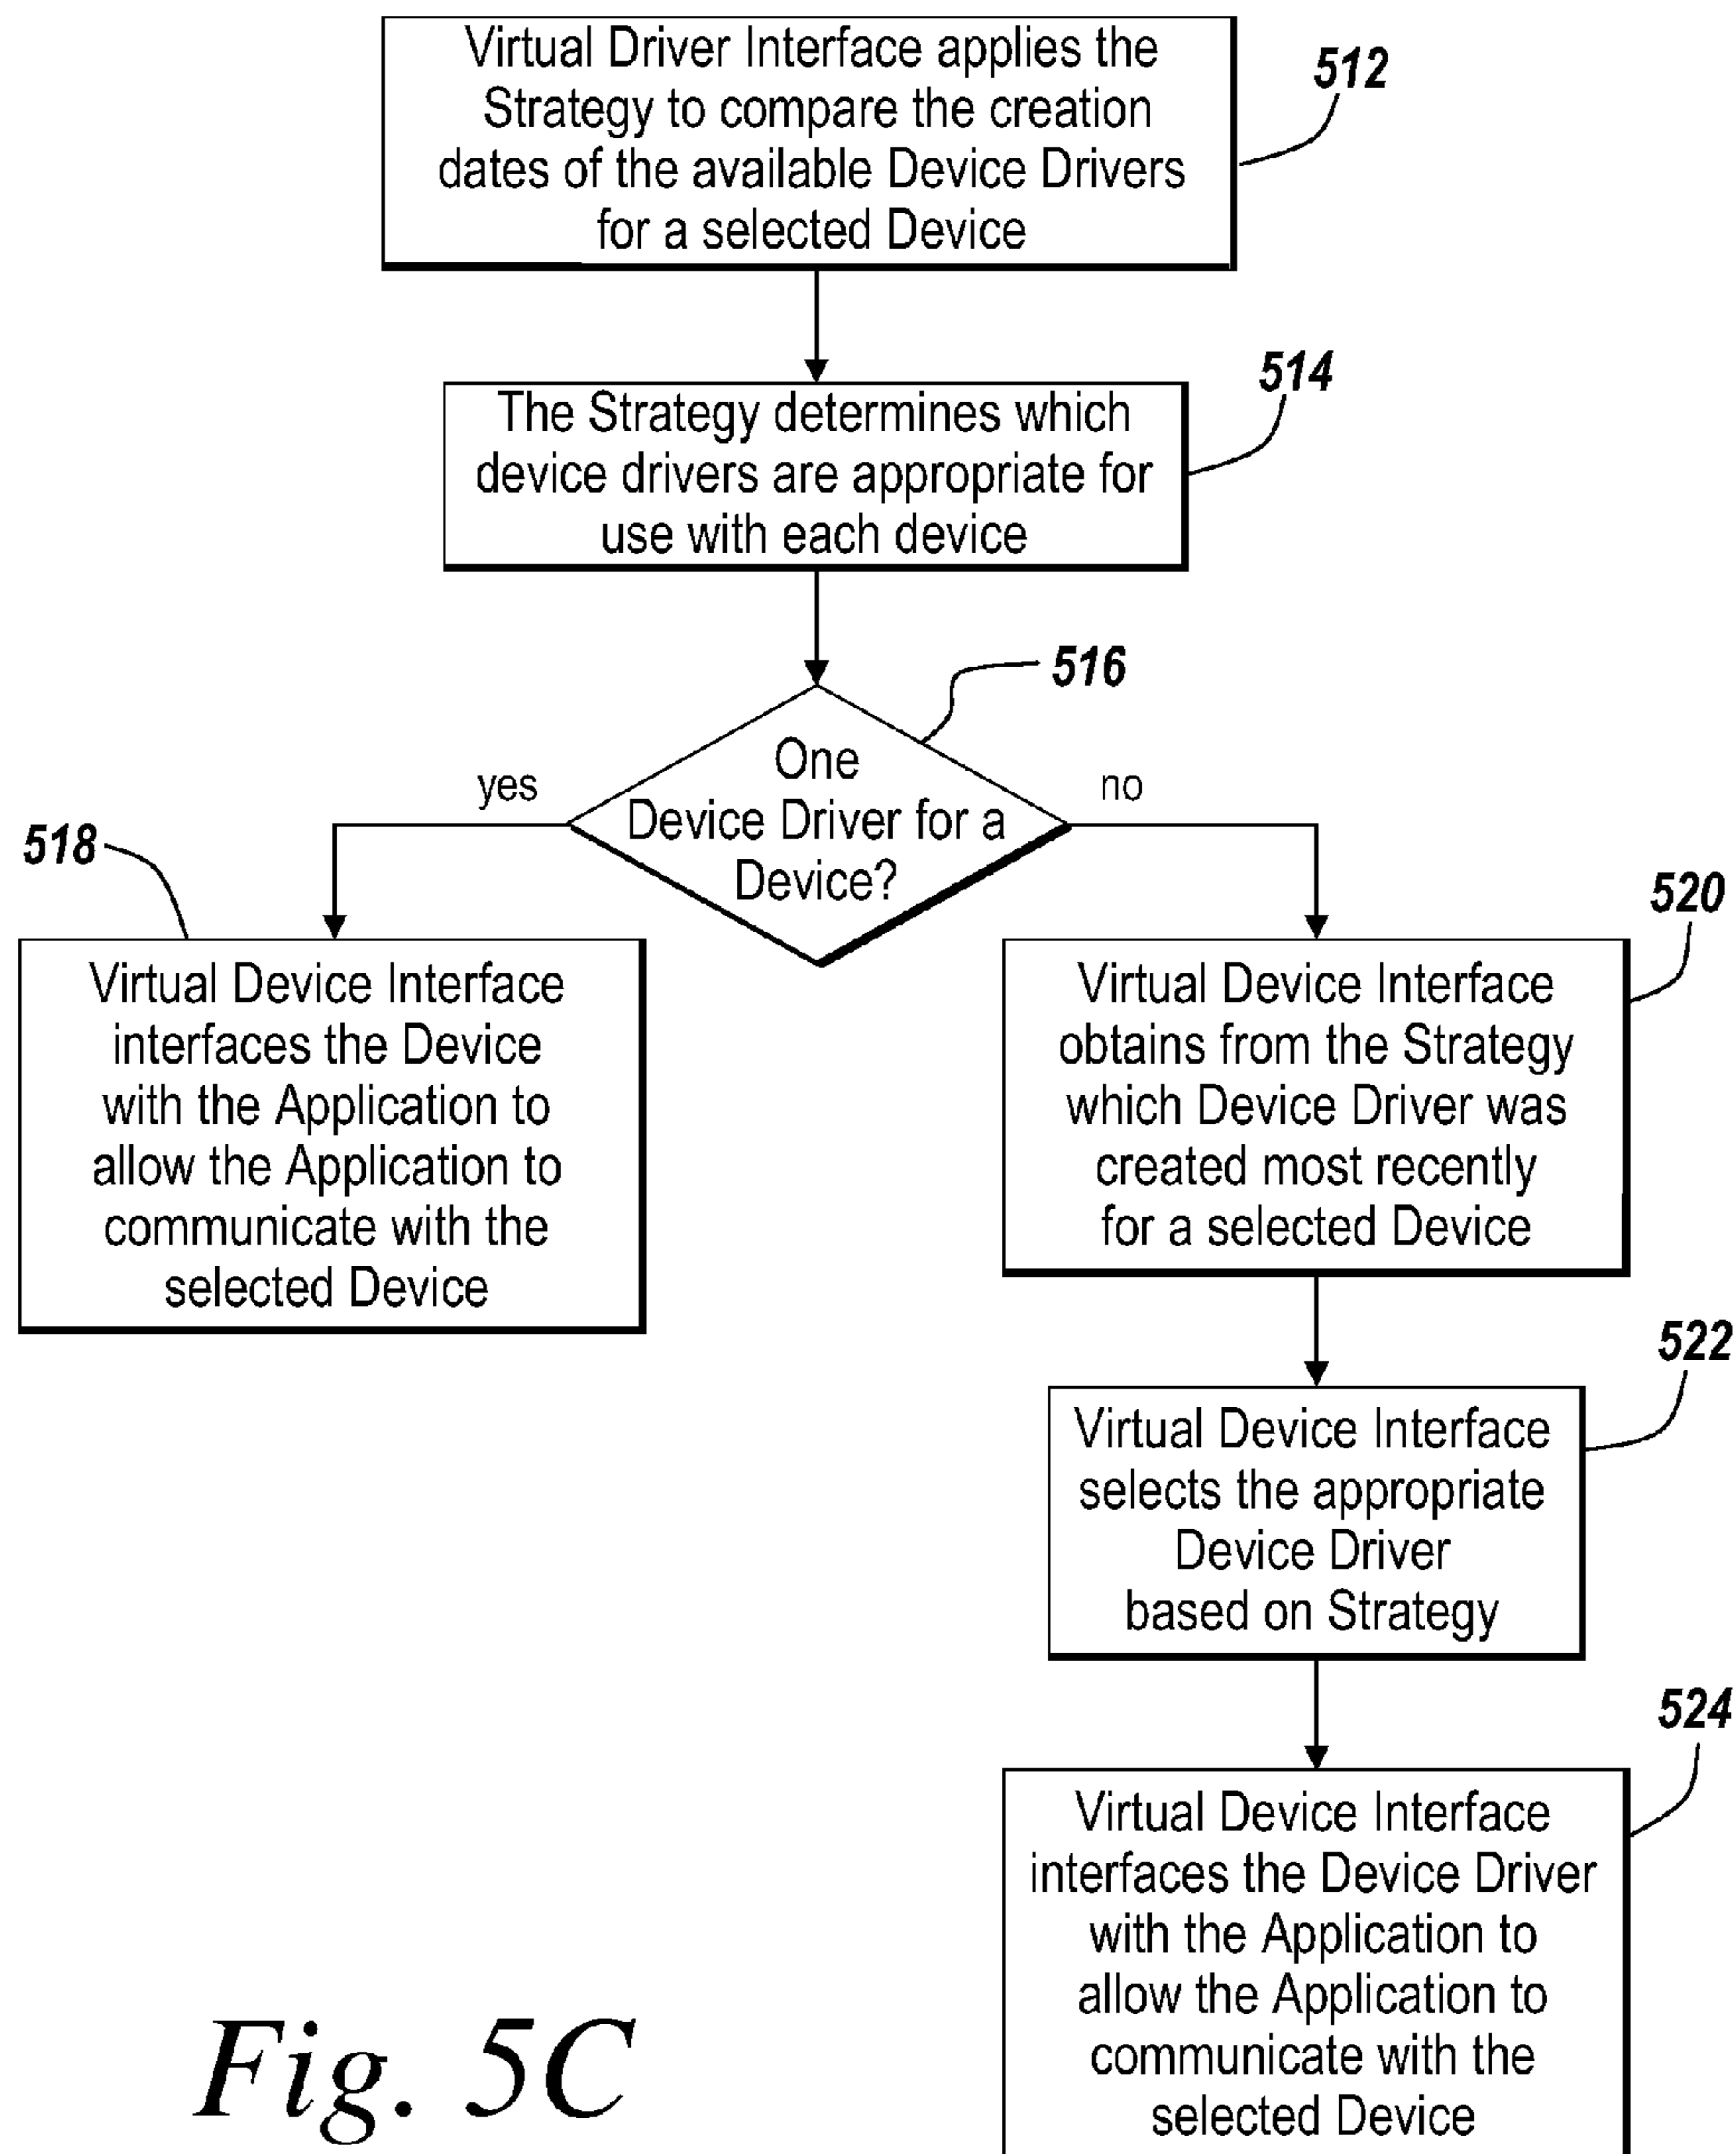 Virtual Driver Interface applies the
Strategy to compare the creation
dates of the available Device Drivers
for a selected Device
512
The Strategy determines which
device drivers are appropriate for
use with each device
514
516
One
Device Driver for a
Device?
yes
no
518
Virtual Device Interface
interfaces the Device
with the Application to
allow the Application to
communicate with the
selected Device
520
Virtual Device Interface
obtains from the Strategy
which Device Driver was
created most recently
for a selected Device
522
Virtual Device Interface
selects the appropriate
Device Driver
based on Strategy
524
Virtual Device Interface
interfaces the Device Driver
with the Application to
allow the Application to
communicate with the
selected Device
Fig. 5C